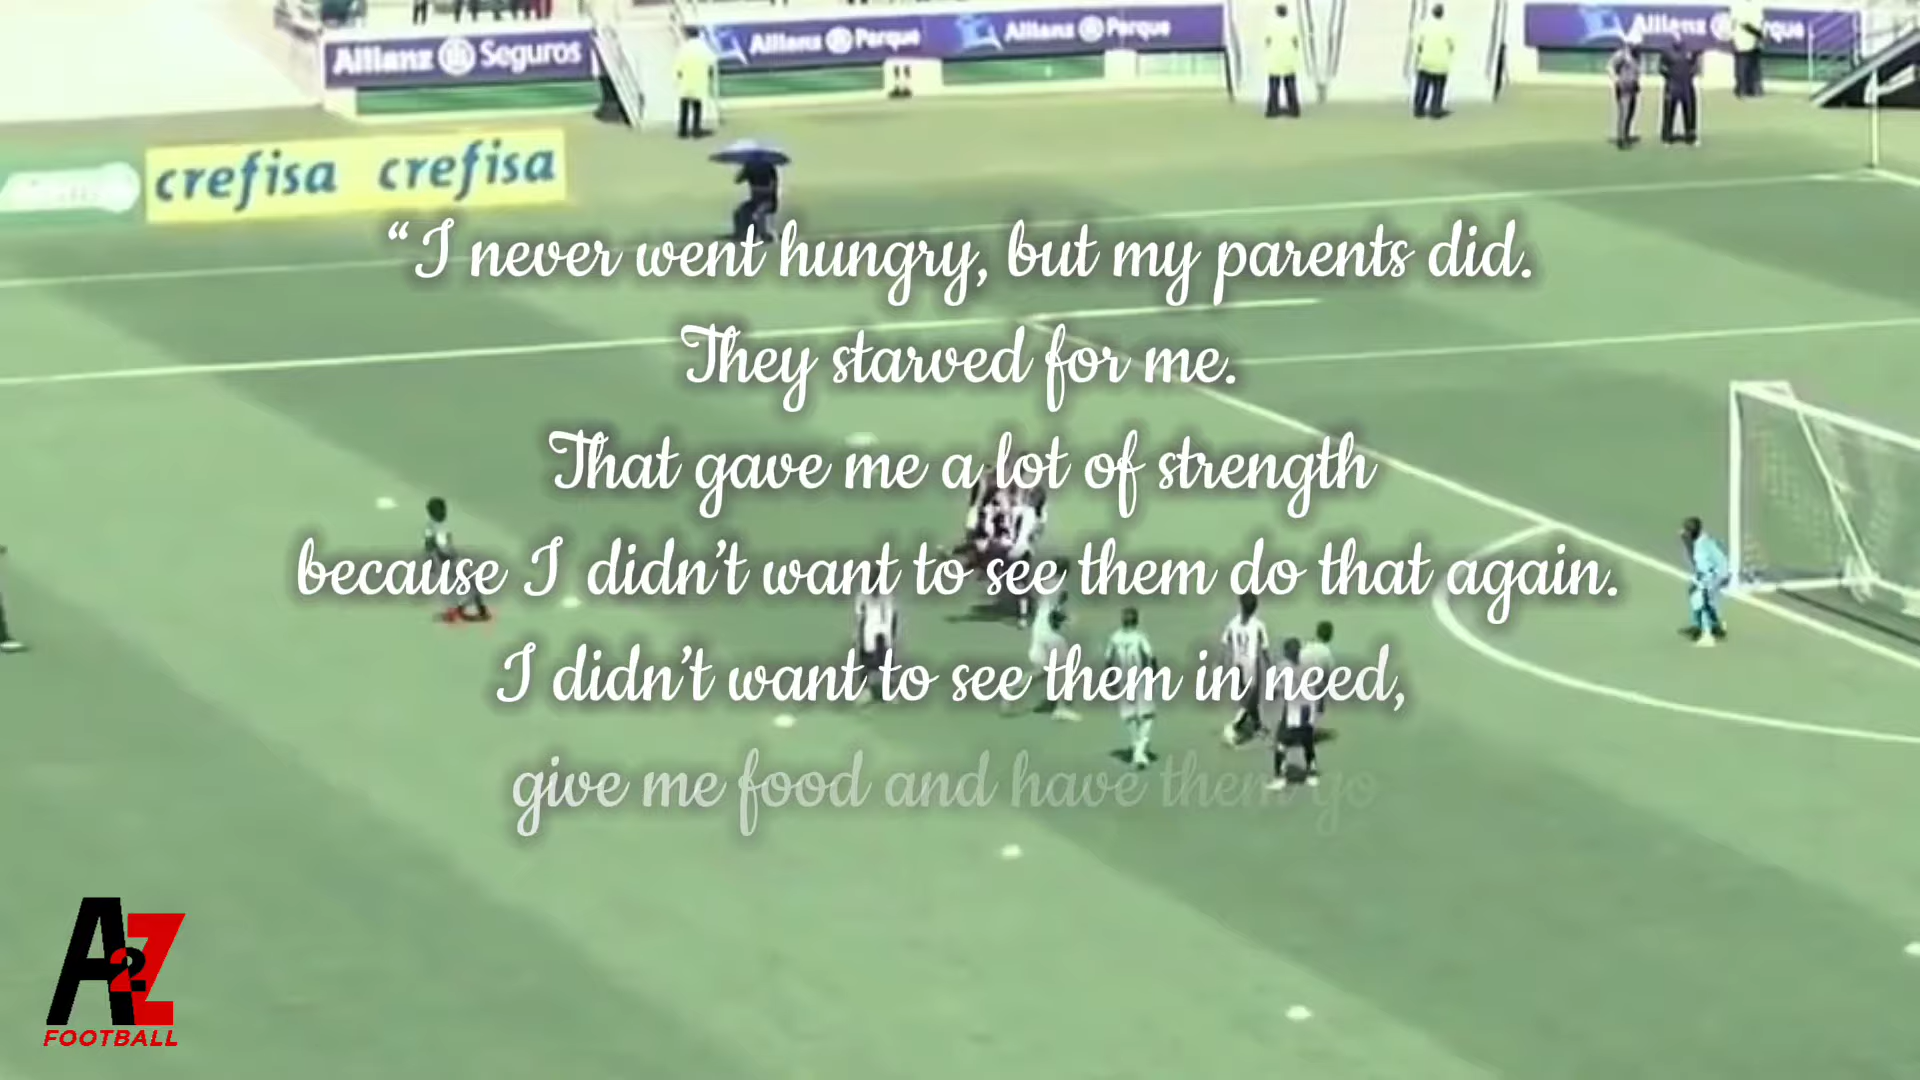 Allianz Seguros
Allianz Parque
Allianz Parque
Allianz Parque
crefisa crefisa
“I never went hungry, but my parents did.
They starved for me.
That gave me a lot of strength
because I didn’t want to see them do that again.
I didn’t want to see them in need,
give me food and have them go
A2Z
FOOTBALL